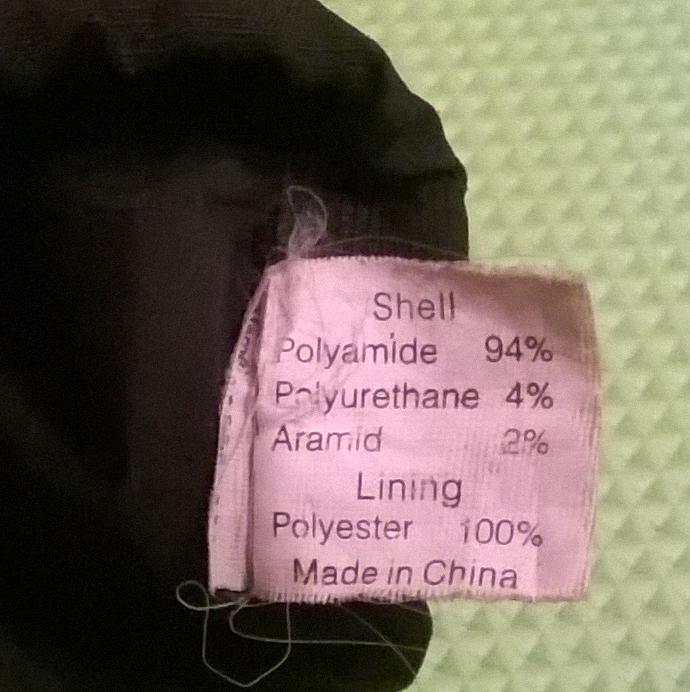 Shell
Polyamide 94%
Polyurethane 4%
Aramid 2%
Lining
Polyester 100%
Made in China